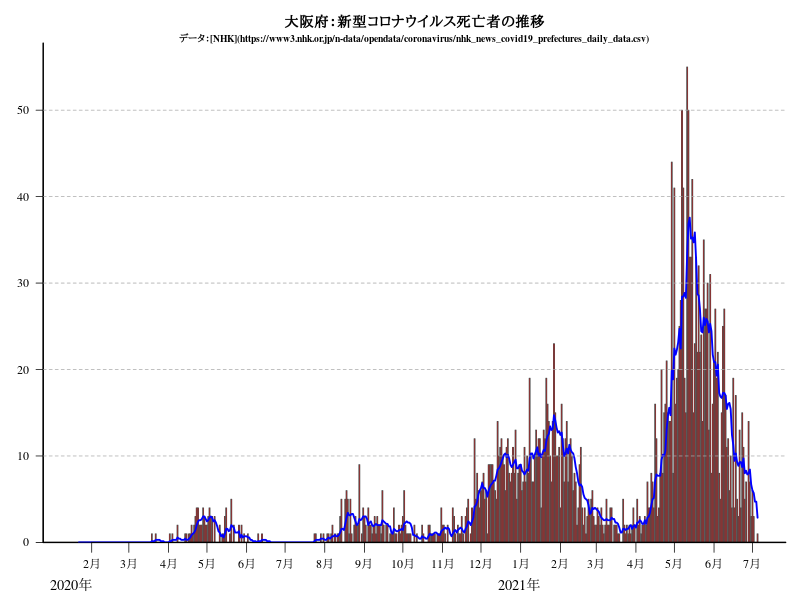 大阪府：新型コロナウイルス死亡者の推移
データ：[NHK](https://www3.nhk.or.jp/n-data/opendata/coronavirus/nhk_news_covid19_prefectures_daily_data.csv)
50
40
30
20
10
0
2月 3月 4月 5月 6月 7月 8月 9月 10月 11月 12月 1月 2月 3月 4月 5月 6月 7月
2020年 2021年